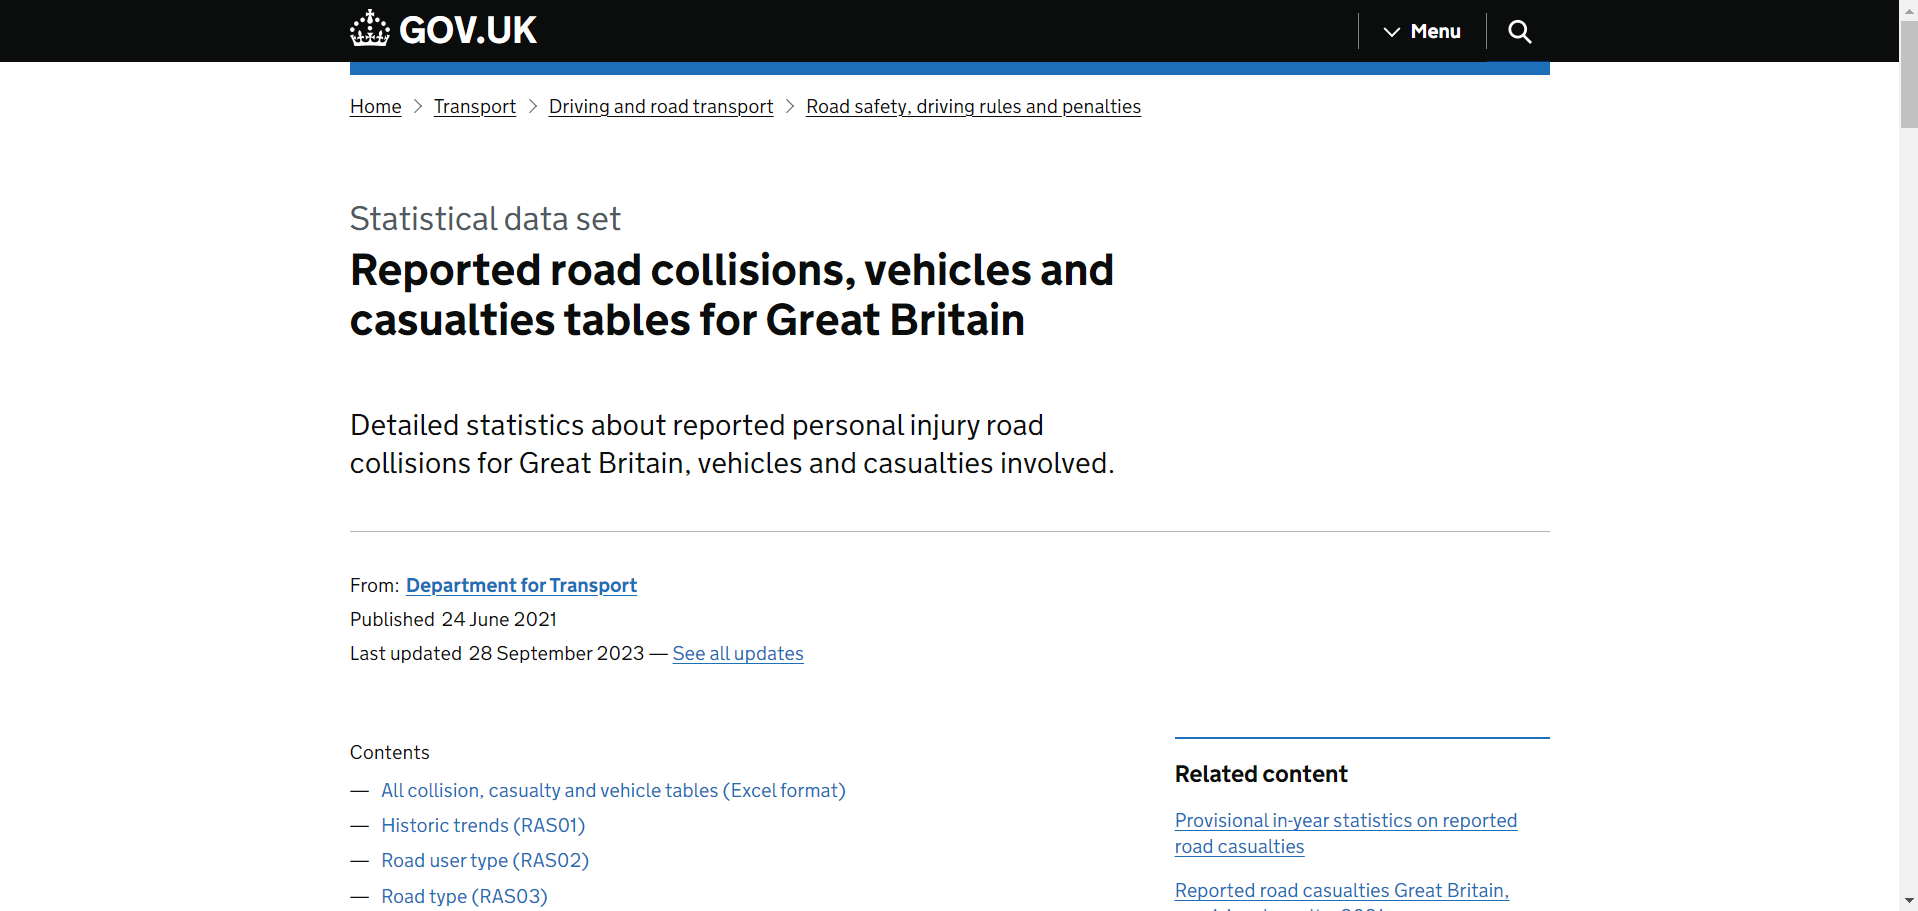 GOV.UK
Menu
Home > Transport > Driving and road transport > Road safety, driving rules and penalties
Statistical data set
Reported road collisions, vehicles and
casualties tables for Great Britain
Detailed statistics about reported personal injury road
collisions for Great Britain, vehicles and casualties involved.
From: Department for Transport
Published 24 June 2021
Last updated 28 September 2023 — See all updates
Contents
— All collision, casualty and vehicle tables (Excel format)
— Historic trends (RAS01)
— Road user type (RAS02)
— Road type (RAS03)
Related content
Provisional in-year statistics on reported
road casualties
Reported road casualties Great Britain,